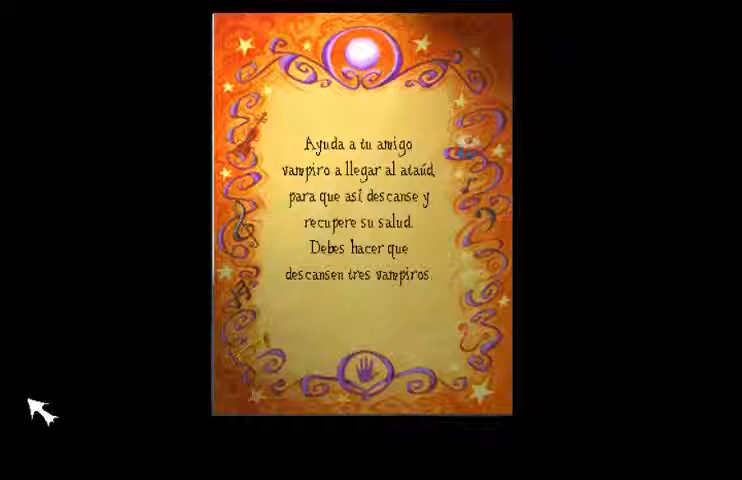 Ayuda a tu amigo
vampiro a llegar al ataúd,
para que así descanse y
recupere su salud.
Debes hacer que
descansen tres vampiros.